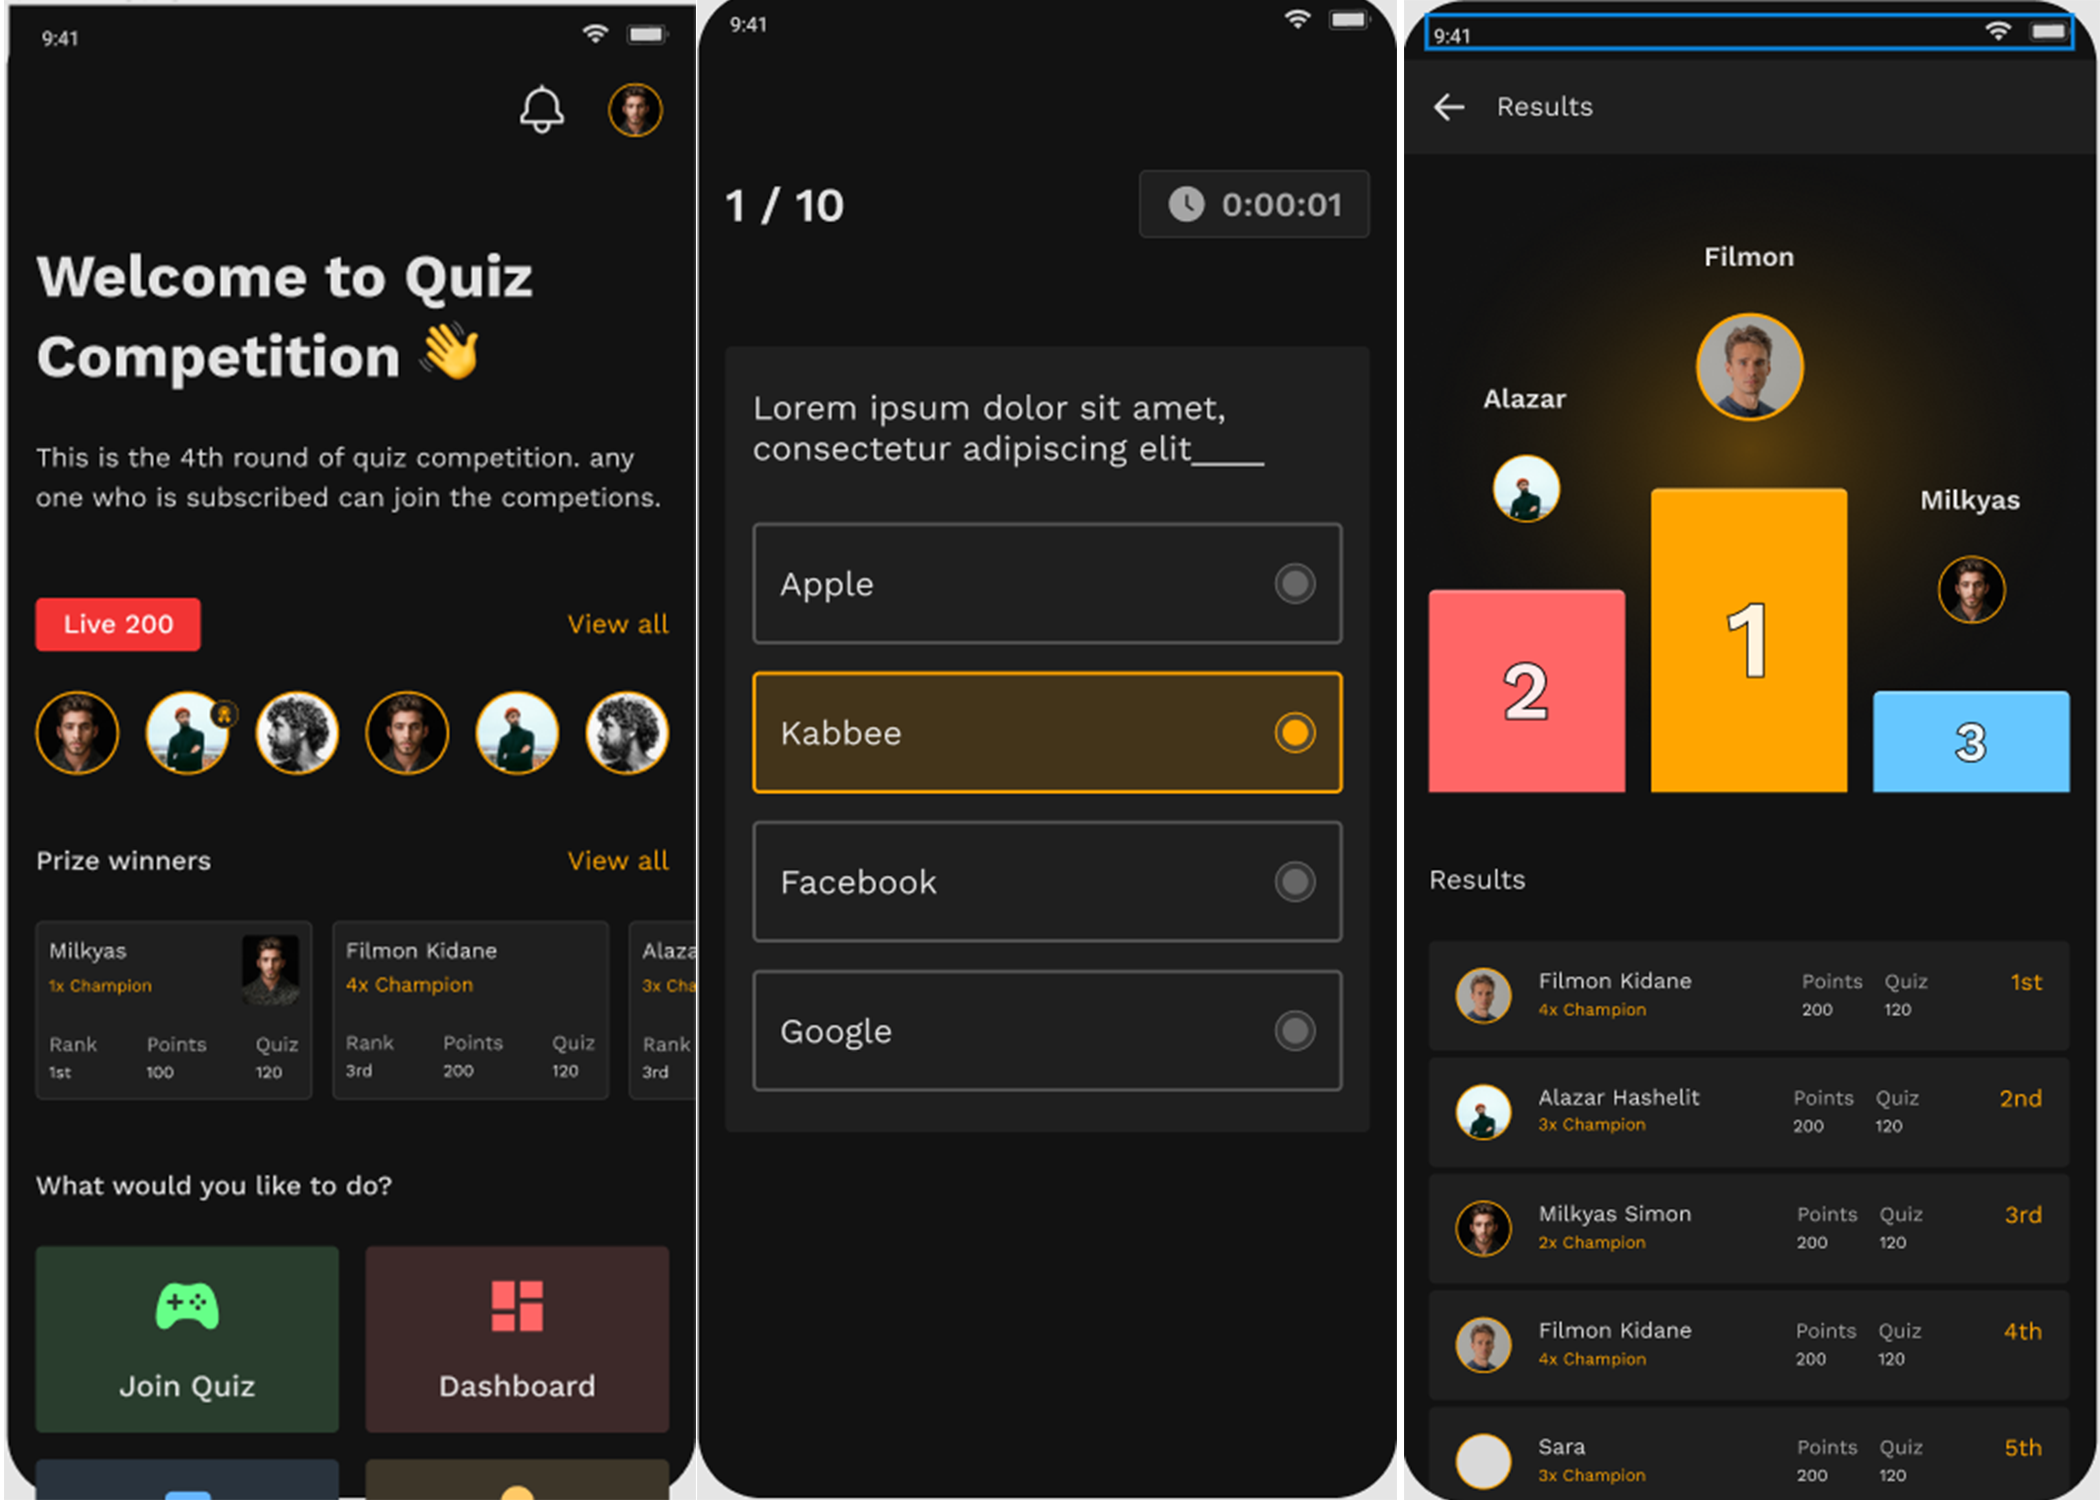 9:41
Welcome to Quiz
Competition
This is the 4th round of quiz competition. any
one who is subscribed can join the competions.
Live 200
View all
Prize winners
View all
Milkyas
1x Champion
Rank Points Quiz
1st 100 120
Filmon Kidane
4x Champion
Rank Points Quiz
3rd 200 120
Alaza
3x Cha
Rank
3rd
What would you like to do?
Join Quiz
Dashboard
9:41
1 / 10
0:00:01
Lorem ipsum dolor sit amet,
consectetur adipiscing elit____
Apple
Kabbee
Facebook
Google
9:41
Results
Filmon
Alazar
Milkyas
2
1
3
Results
Filmon Kidane Points Quiz 1st
4x Champion 200 120
Alazar Hashelit Points Quiz 2nd
3x Champion 200 120
Milkyas Simon Points Quiz 3rd
2x Champion 200 120
Filmon Kidane Points Quiz 4th
4x Champion 200 120
Sara Points Quiz 5th
3x Champion 200 120